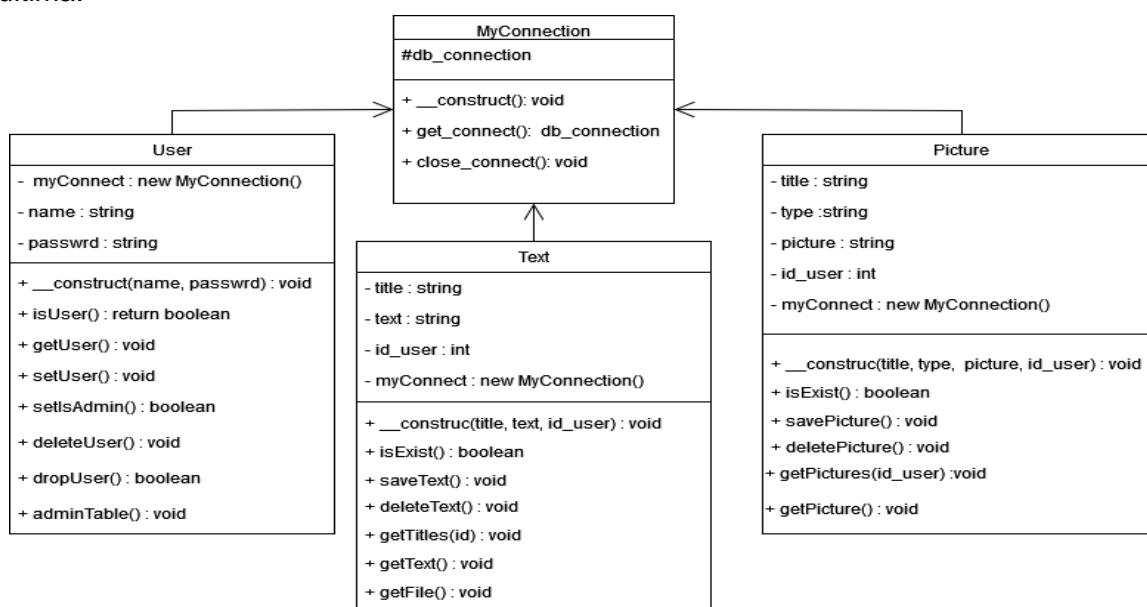 MyConnection
#db_connection
+ __construct(): void
+ get_connect():  db_connection
+ close_connect(): void
User
-  myConnect : new MyConnection()
- name : string
- passwrd : string
+ __construct(name, passwrd) : void
+ isUser() : return boolean
+ getUser() : void
+ setUser() : void
+ setIsAdmin() : boolean
+ deleteUser() : void
+ dropUser() : boolean
+ adminTable() : void
Text
- title : string
- text : string
- id_user : int
- myConnect : new MyConnection()
+ __construc(title, text, id_user) : void
+ isExist() : boolean
+ saveText() : void
+ deleteText() : void
+ getTitles(id) : void
+ getText() : void
+ getFile() : void
Picture
- title : string
- type :string
- picture : string
- id_user : int
- myConnect : new MyConnection()
+ __construc(title, type,  picture, id_user) : void
+ isExist() : boolean
+ savePicture() : void
+ deletePicture() : void
+ getPictures(id_user) :void
+ getPicture() : void